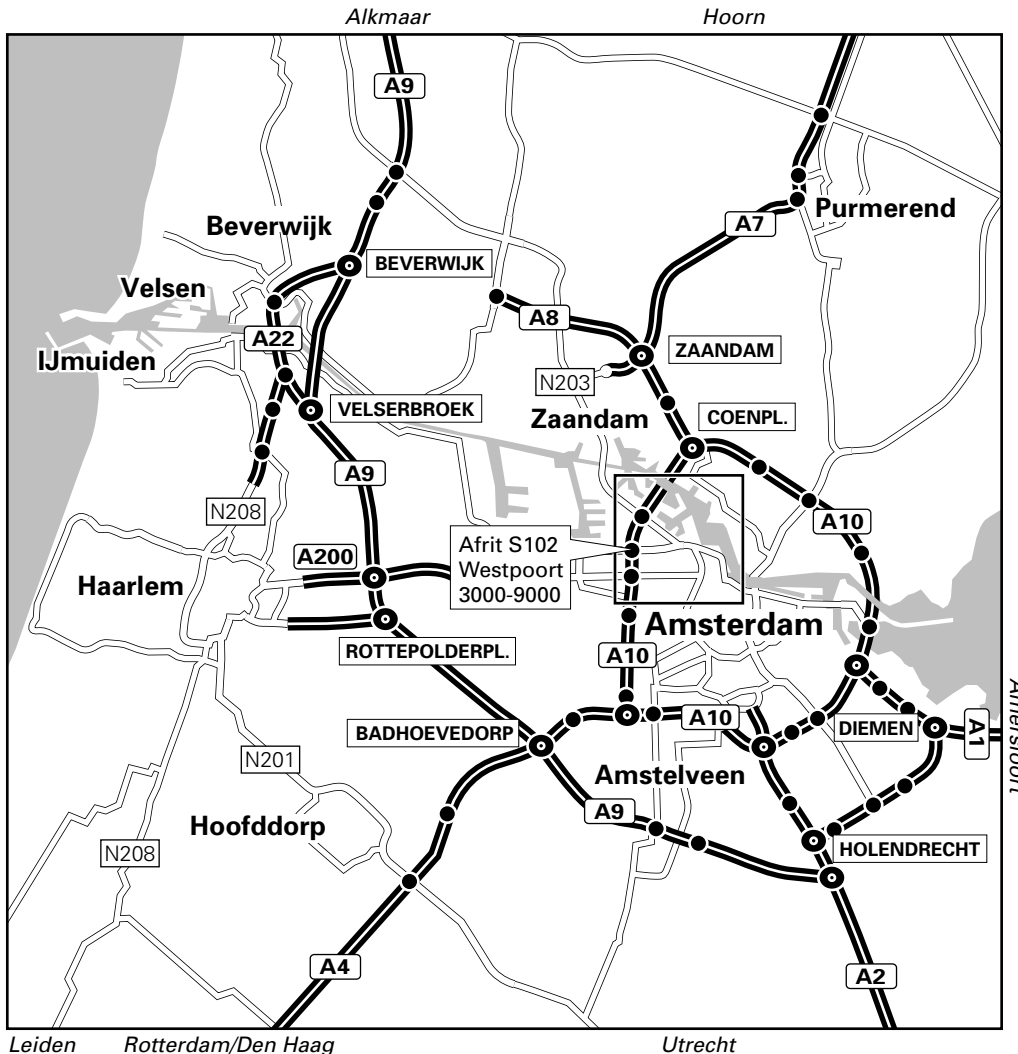 Alkmaar
Hoorn
A9
Purmerend
Beverwijk
A7
BEVERWIJK
Velsen
A8
A22
IJmuiden
ZAANDAM
N203
VELSERBROEK
Zaandam
COENPL.
A9
N208
A10
Afrit S102
Westpoort
3000-9000
A200
Haarlem
Amsterdam
ROTTEPOLDERPL.
A10
Amersfoort
A10
BADHOEVEDORP
DIEMEN
A1
N201
Amstelveen
A9
Hoofddorp
N208
HOLENDRECHT
A4
A2
Leiden
Rotterdam/Den Haag
Utrecht